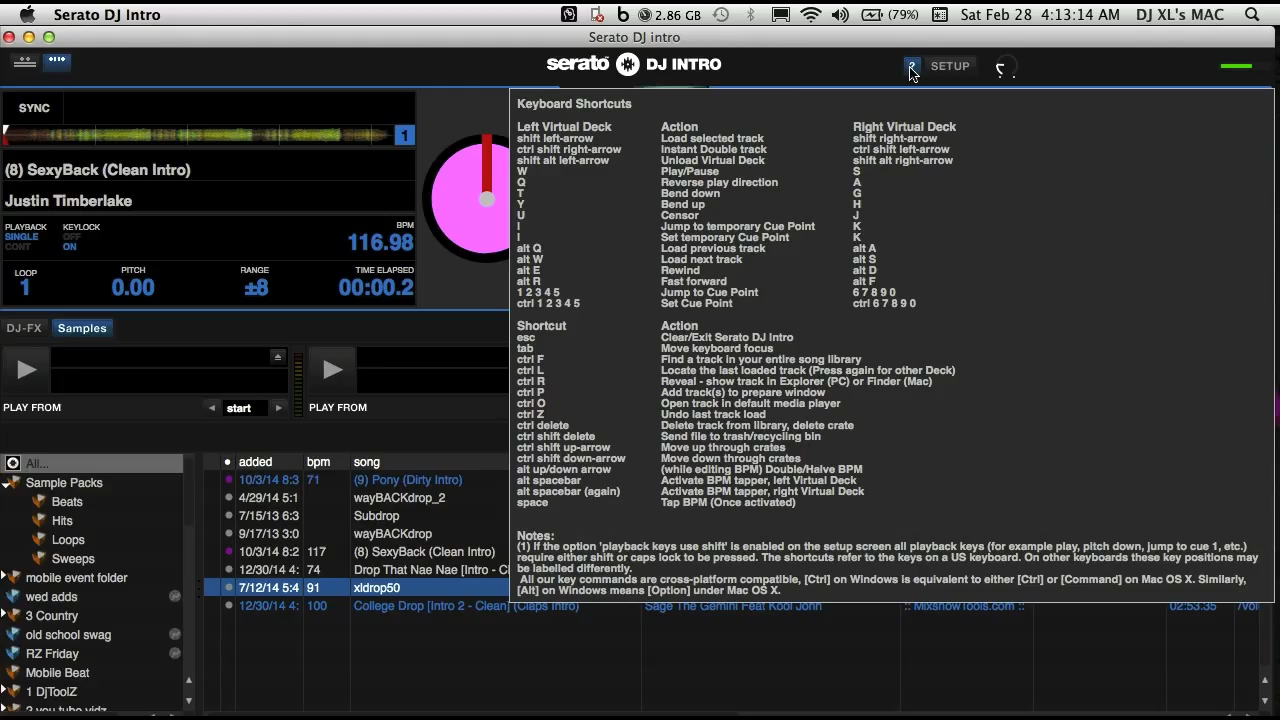 Serato DJ Intro
2.86 GB
(79%)
Sat Feb 28 4:13:14 AM
DJ XL's MAC
Serato DJ intro
serato DJ INTRO
?
SETUP
SYNC
1
(8) SexyBack (Clean Intro)
Justin Timberlake
PLAYBACK KEYLOCK BPM
SINGLE OFF
CONT ON
116.98
LOOP PITCH RANGE TIME ELAPSED
1 0.00 ±8 00:00.2
Keyboard Shortcuts
Left Virtual Deck Action Right Virtual Deck
shift left-arrow Load selected track shift right-arrow
ctrl shift right-arrow Instant Double track ctrl shift left-arrow
shift alt left-arrow Unload Virtual Deck shift alt right-arrow
W Play/Pause S
Q Reverse play direction A
T Bend down G
Y Bend up H
U Censor J
I Jump to temporary Cue Point K
I Set temporary Cue Point K
alt Q Load previous track alt A
alt W Load next track alt S
alt E Rewind alt D
alt R Fast forward alt F
1 2 3 4 5 Jump to Cue Point 6 7 8 9 0
ctrl 1 2 3 4 5 Set Cue Point ctrl 6 7 8 9 0
Shortcut Action
esc Clear/Exit Serato DJ Intro
tab Move keyboard focus
ctrl F Find a track in your entire song library
ctrl L Locate the last loaded track (Press again for other Deck)
ctrl R Reveal - show track in Explorer (PC) or Finder (Mac)
ctrl P Add track(s) to prepare window
ctrl O Open track in default media player
ctrl Z Undo last track load
ctrl delete Delete track from library, delete crate
ctrl shift delete Send file to trash/recycling bin
ctrl shift up-arrow Move up through crates
ctrl shift down-arrow Move down through crates
alt up/down arrow (while editing BPM) Double/Halve BPM
alt spacebar Activate BPM tapper, left Virtual Deck
alt spacebar (again) Activate BPM tapper, right Virtual Deck
space Tap BPM (Once activated)
Notes:
(1) If the option 'playback keys use shift' is enabled on the setup screen all playback keys (for example play, pitch down, jump to cue 1, etc.)
require either shift or caps lock to be pressed. The shortcuts refer to the keys on a US keyboard. On other keyboards these key positions may
be labelled differently.
All our key commands are cross-platform compatible, [Ctrl] on Windows is equivalent to either [Ctrl] or [Command] on Mac OS X. Similarly,
[Alt] on Windows means [Option] under Mac OS X.
DJ-FX Samples
PLAY FROM start PLAY FROM
All...
Sample Packs
Beats
Hits
Loops
Sweeps
mobile event folder
wed adds
3 Country
old school swag
RZ Friday
Mobile Beat
1 DjToolZ
2 you tube vidz
added bpm song
10/3/14 8:3 71 (9) Pony (Dirty Intro)
4/29/14 5:1 wayBACKdrop_2
7/15/13 6:3 Subdrop
9/17/13 3:0 wayBACKdrop
10/3/14 8:2 117 (8) SexyBack (Clean Intro)
12/30/14 4: 74 Drop That Nae Nae [Intro - C
7/12/14 5:4 91 xldrop50
12/30/14 4: 100 College Drop [Intro 2 - Clean] (Claps Intro) Sage The Gemini Feat Kool John :: MixshowTools.com :: 02:53.35 /Vol